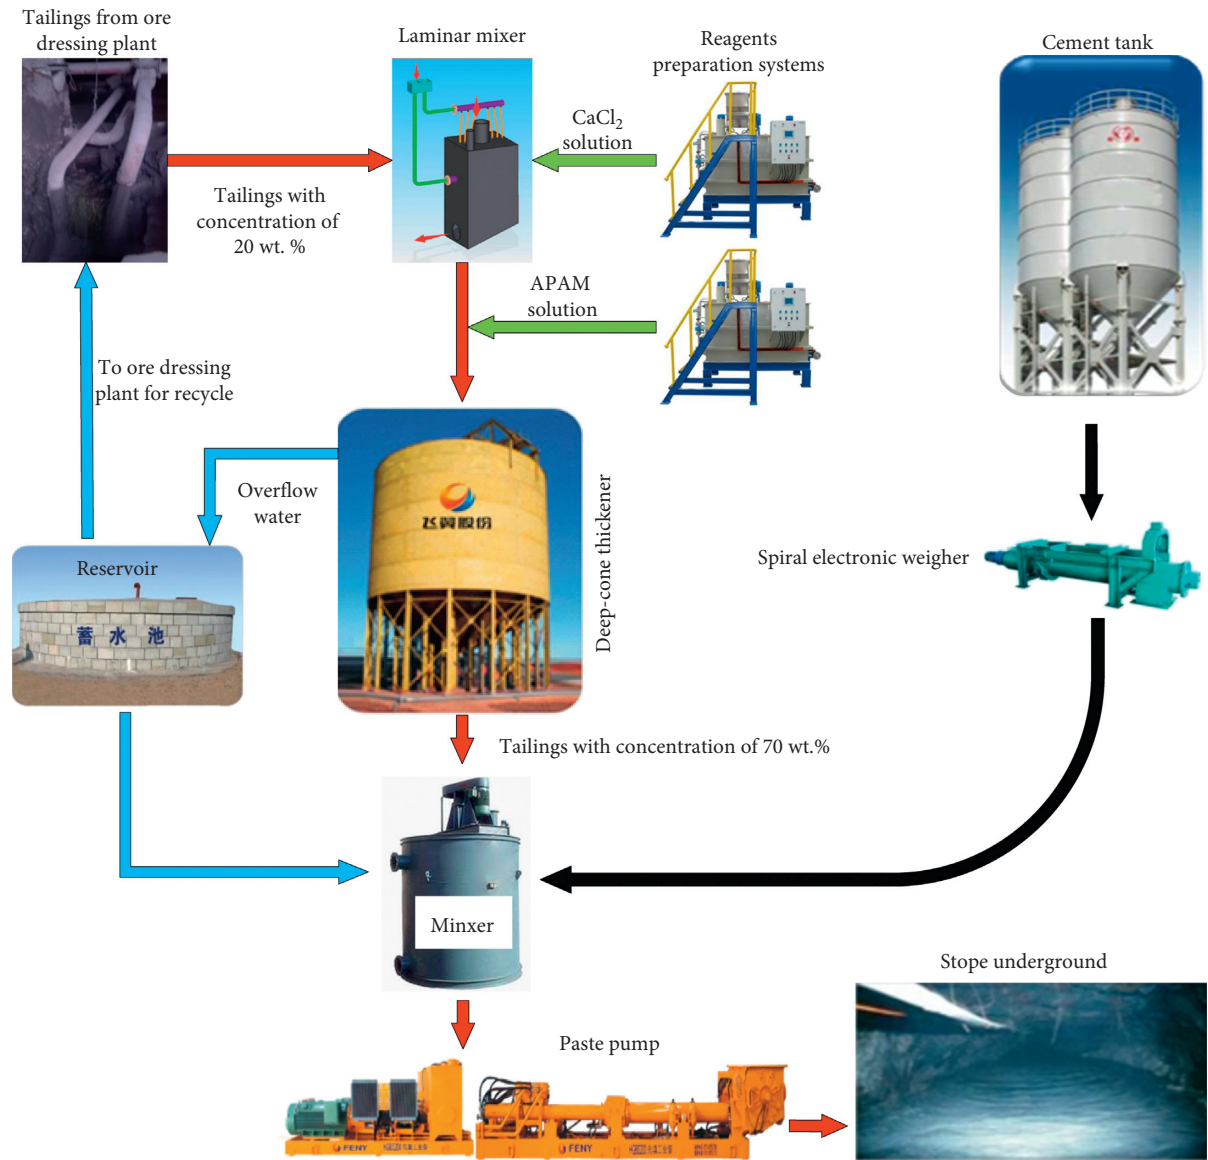 Tailings from ore
dressing plant
Laminar mixer
Reagents
preparation systems
Cement tank
CaCl₂
solution
Tailings with
concentration of
20 wt. %
APAM
solution
To ore dressing
plant for recycle
Overflow
water
飞翼股份
Deep-cone thickener
Spiral electronic weigher
Reservoir
蓄水池
Tailings with concentration of 70 wt.%
Minxer
Stope underground
Paste pump
FENY
FENY